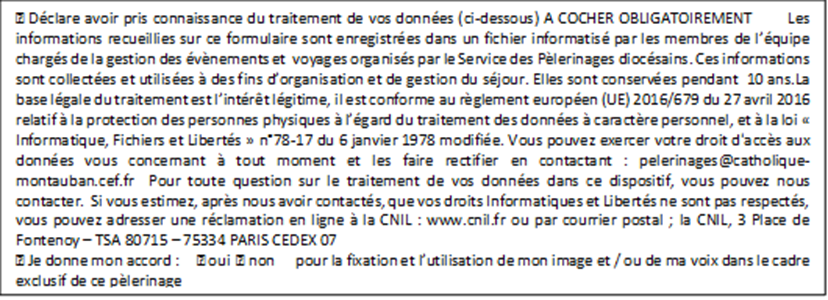 ⍰ Déclare avoir pris connaissance du traitement de vos données (ci-dessous) A COCHER OBLIGATOIREMENT Les
informations recueillies sur ce formulaire sont enregistrées dans un fichier informatisé par les membres de l’équipe
chargés de la gestion des évènements et voyages organisés par le Service des Pèlerinages diocésains. Ces informations
sont collectées et utilisées à des fins d’organisation et de gestion du séjour. Elles sont conservées pendant 10 ans.La
base légale du traitement est l’intérêt légitime, il est conforme au règlement européen (UE) 2016/679 du 27 avril 2016
relatif à la protection des personnes physiques à l’égard du traitement des données à caractère personnel, et à la loi «
Informatique, Fichiers et Libertés » n°78-17 du 6 janvier 1978 modifiée. Vous pouvez exercer votre droit d'accès aux
données vous concernant à tout moment et les faire rectifier en contactant : pelerinages@catholique-
montauban.cef.fr Pour toute question sur le traitement de vos données dans ce dispositif, vous pouvez nous
contacter. Si vous estimez, après nous avoir contactés, que vos droits Informatiques et Libertés ne sont pas respectés,
vous pouvez adresser une réclamation en ligne à la CNIL : www.cnil.fr ou par courrier postal ; la CNIL, 3 Place de
Fontenoy – TSA 80715 – 75334 PARIS CEDEX 07
⍰ Je donne mon accord : ⍰ oui ⍰ non pour la fixation et l’utilisation de mon image et / ou de ma voix dans le cadre
exclusif de ce pèlerinage